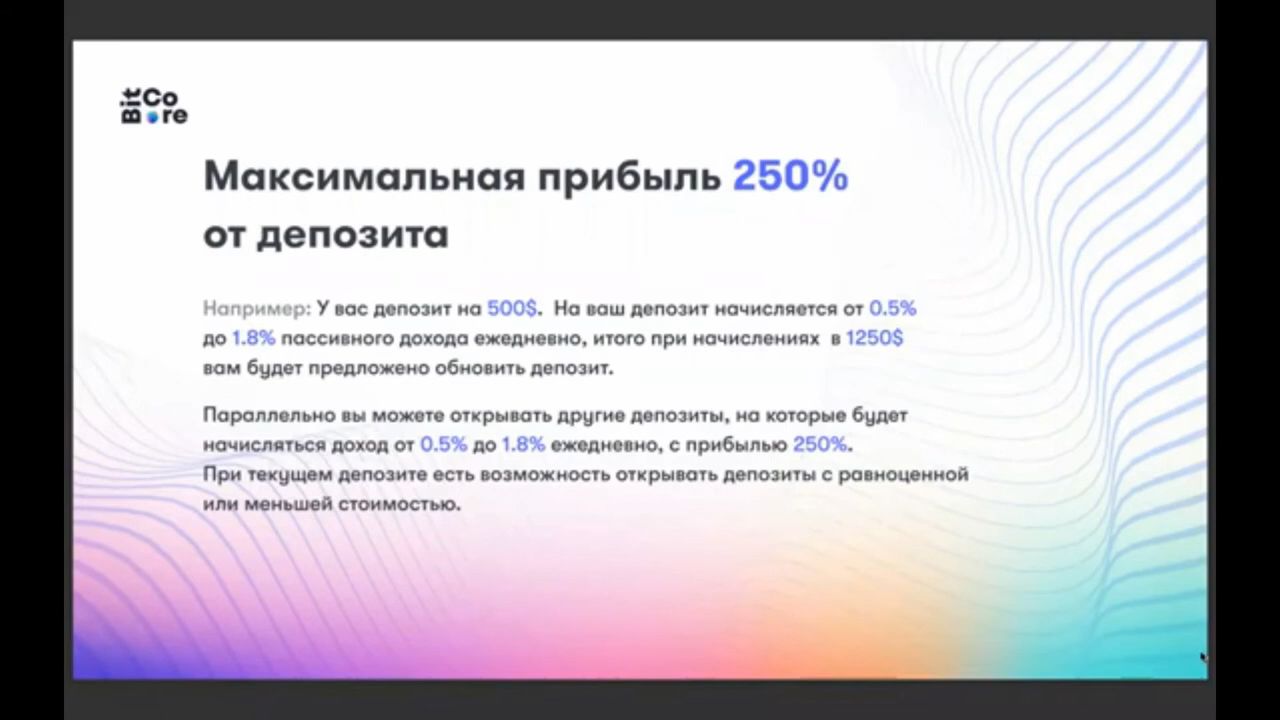 BitCore
Максимальная прибыль 250%
от депозита
Например: У вас депозит на 500$. На ваш депозит начисляется от 0.5%
до 1.8% пассивного дохода ежедневно, итого при начислениях в 1250$
вам будет предложено обновить депозит.
Параллельно вы можете открывать другие депозиты, на которые будет
начисляться доход от 0.5% до 1.8% ежедневно, с прибылью 250%.
При текущем депозите есть возможность открывать депозиты с равноценной
или меньшей стоимостью.